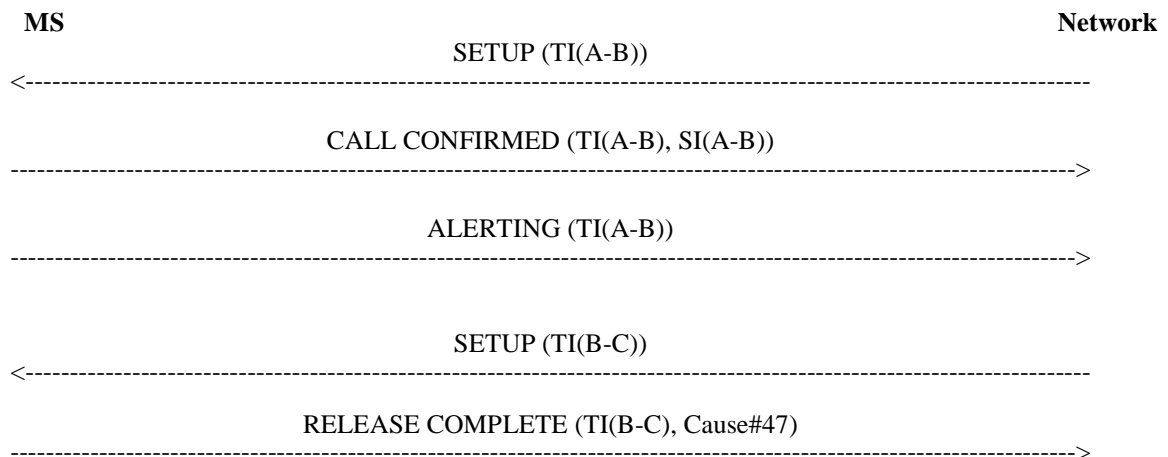 MS Network
SETUP (TI(A-B))
<----------------------------------------------------------------------------------------------------------------------
CALL CONFIRMED (TI(A-B), SI(A-B))
---------------------------------------------------------------------------------------------------------------------->
ALERTING (TI(A-B))
---------------------------------------------------------------------------------------------------------------------->
SETUP (TI(B-C))
<----------------------------------------------------------------------------------------------------------------------
RELEASE COMPLETE (TI(B-C), Cause#47)
---------------------------------------------------------------------------------------------------------------------->